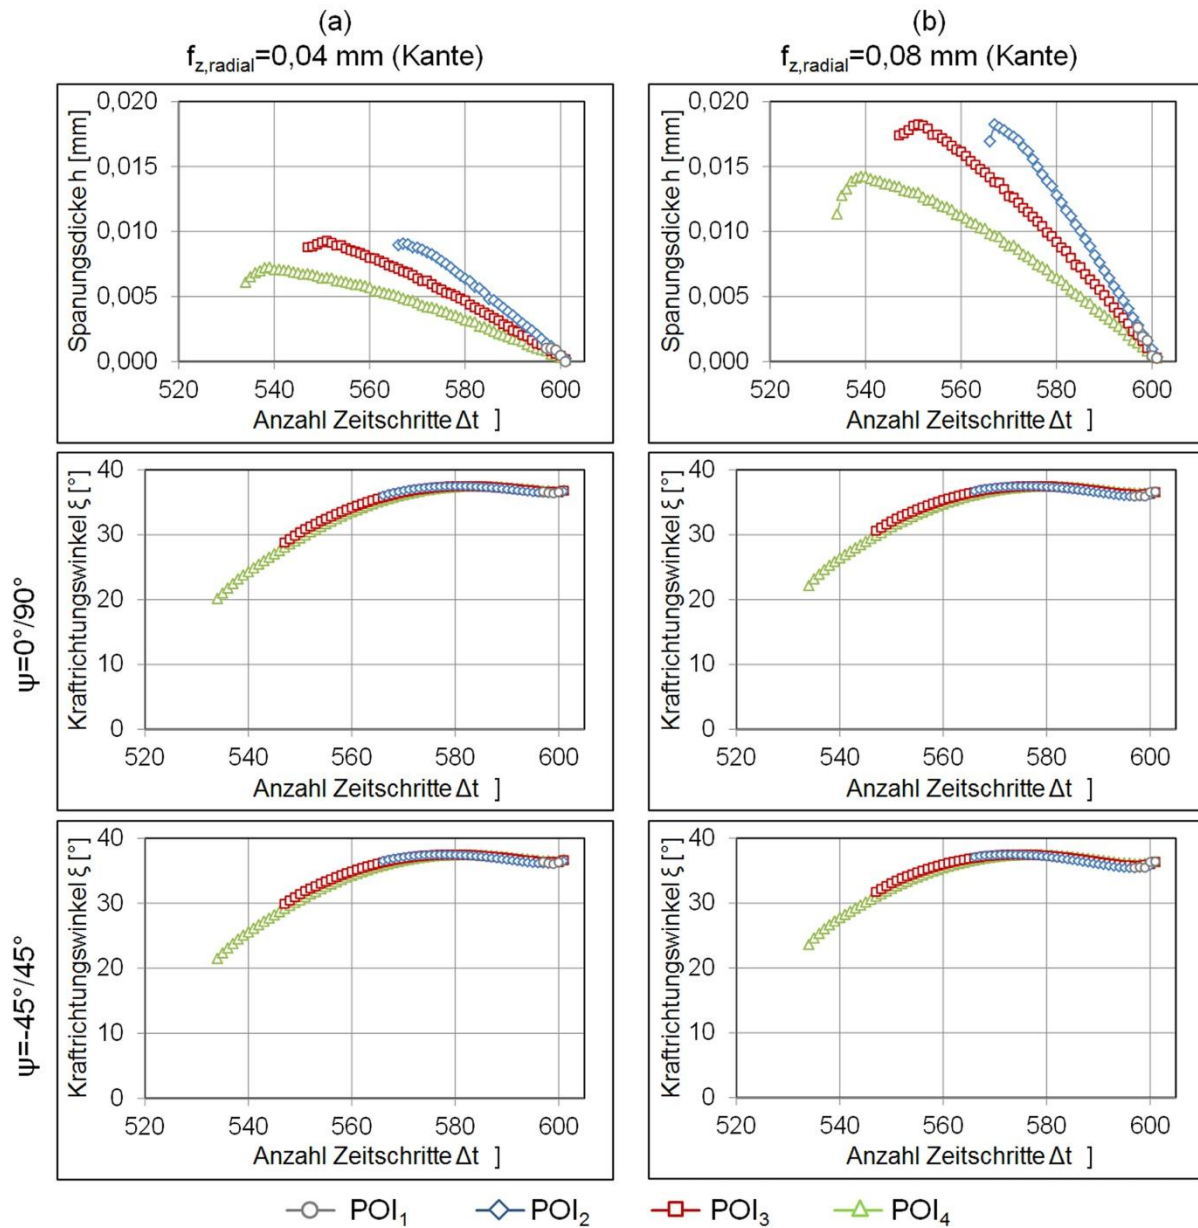 (a)
f_z,radial=0,04 mm (Kante)
(b)
f_z,radial=0,08 mm (Kante)
Spanungsdicke h [mm]
0,020
0,015
0,010
0,005
0,000
520 540 560 580 600
Anzahl Zeitschritte Δt ]
Spanungsdicke h [mm]
0,020
0,015
0,010
0,005
0,000
520 540 560 580 600
Anzahl Zeitschritte Δt ]
ψ=0°/90°
Kraftrichtungswinkel ξ [°]
40
30
20
10
0
520 540 560 580 600
Anzahl Zeitschritte Δt ]
Kraftrichtungswinkel ξ [°]
40
30
20
10
0
520 540 560 580 600
Anzahl Zeitschritte Δt ]
ψ=-45°/45°
Kraftrichtungswinkel ξ [°]
40
30
20
10
0
520 540 560 580 600
Anzahl Zeitschritte Δt ]
Kraftrichtungswinkel ξ [°]
40
30
20
10
0
520 540 560 580 600
Anzahl Zeitschritte Δt ]
POI₁ POI₂ POI₃ POI₄